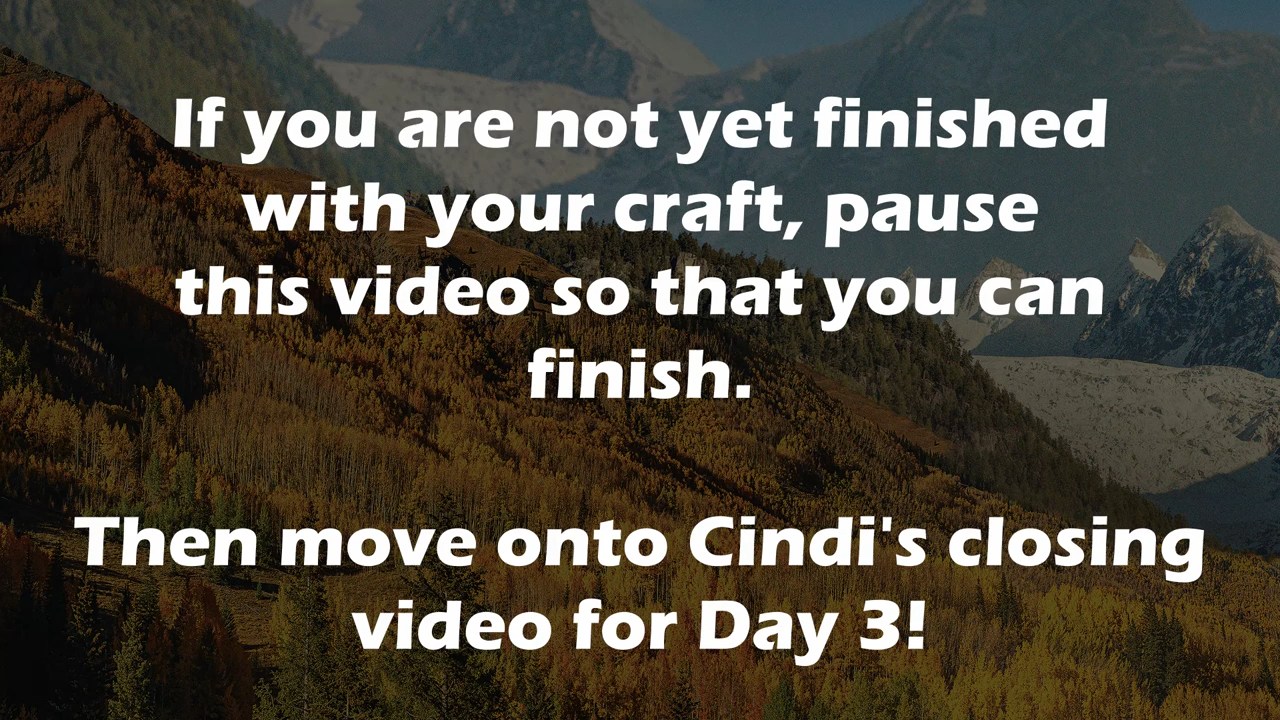 If you are not yet finished
with your craft, pause
this video so that you can
finish.
Then move onto Cindi's closing
video for Day 3!